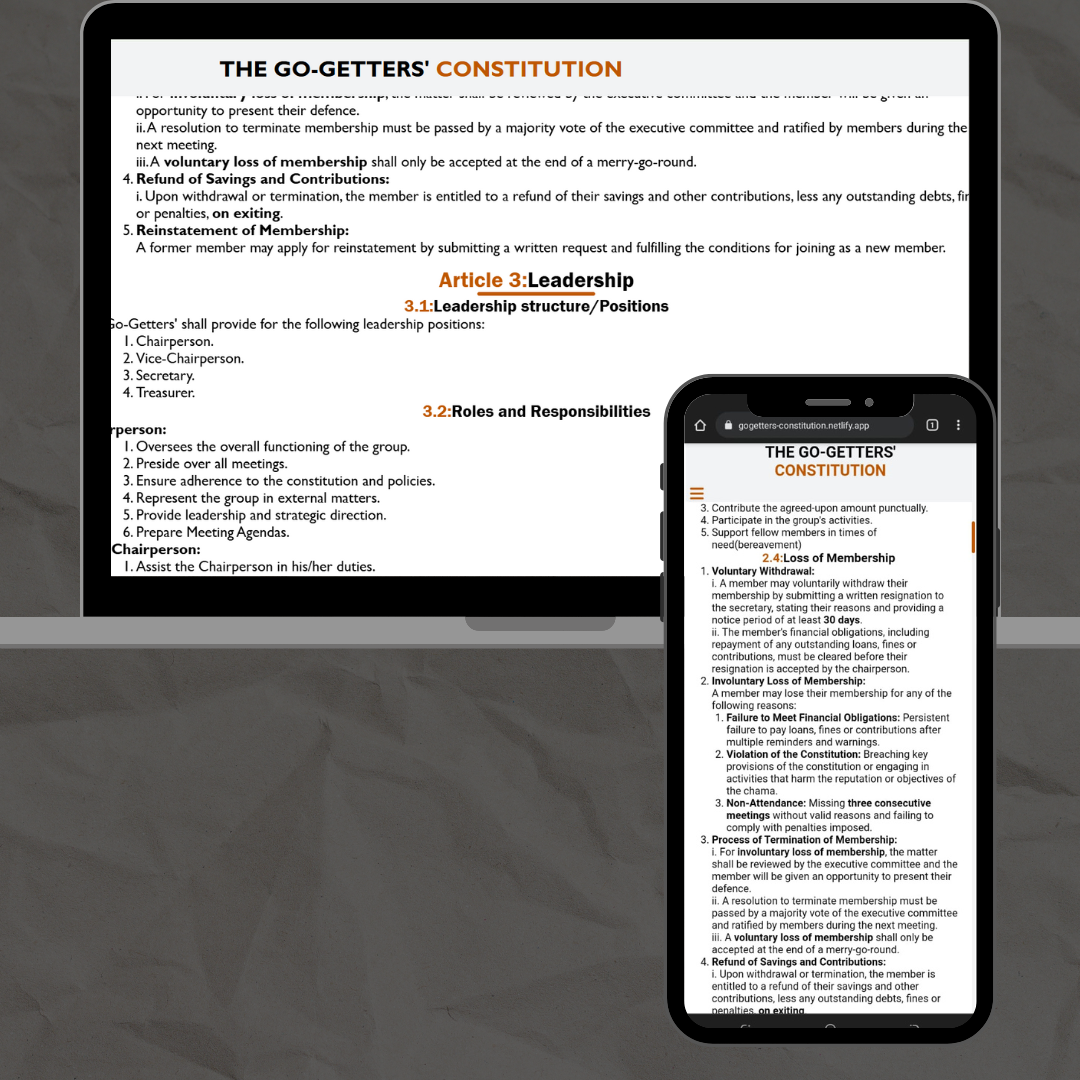 THE GO-GETTERS' CONSTITUTION
involuntary loss of membership, the matter shall be reviewed by the executive committee and the member will be given an
opportunity to present their defence.
ii. A resolution to terminate membership must be passed by a majority vote of the executive committee and ratified by members during the
next meeting.
iii. A voluntary loss of membership shall only be accepted at the end of a merry-go-round.
4. Refund of Savings and Contributions:
i. Upon withdrawal or termination, the member is entitled to a refund of their savings and other contributions, less any outstanding debts, fin
or penalties, on exiting.
5. Reinstatement of Membership:
A former member may apply for reinstatement by submitting a written request and fulfilling the conditions for joining as a new member.
Article 3:Leadership
3.1:Leadership structure/Positions
Go-Getters' shall provide for the following leadership positions:
1. Chairperson.
2. Vice-Chairperson.
3. Secretary.
4. Treasurer.
3.2:Roles and Responsibilities
rperson:
1. Oversees the overall functioning of the group.
2. Preside over all meetings.
3. Ensure adherence to the constitution and policies.
4. Represent the group in external matters.
5. Provide leadership and strategic direction.
6. Prepare Meeting Agendas.
Chairperson:
1. Assist the Chairperson in his/her duties.
gogetters-constitution.netlify.app
1
THE GO-GETTERS'
CONSTITUTION
3. Contribute the agreed-upon amount punctually.
4. Participate in the group's activities.
5. Support fellow members in times of
need(bereavement)
2.4:Loss of Membership
1. Voluntary Withdrawal:
i. A member may voluntarily withdraw their
membership by submitting a written resignation to
the secretary, stating their reasons and providing a
notice period of at least 30 days.
ii. The member's financial obligations, including
repayment of any outstanding loans, fines or
contributions, must be cleared before their
resignation is accepted by the chairperson.
2. Involuntary Loss of Membership:
A member may lose their membership for any of the
following reasons:
1. Failure to Meet Financial Obligations: Persistent
failure to pay loans, fines or contributions after
multiple reminders and warnings.
2. Violation of the Constitution: Breaching key
provisions of the constitution or engaging in
activities that harm the reputation or objectives of
the chama.
3. Non-Attendance: Missing three consecutive
meetings without valid reasons and failing to
comply with penalties imposed.
3. Process of Termination of Membership:
i. For involuntary loss of membership, the matter
shall be reviewed by the executive committee and the
member will be given an opportunity to present their
defence.
ii. A resolution to terminate membership must be
passed by a majority vote of the executive committee
and ratified by members during the next meeting.
iii. A voluntary loss of membership shall only be
accepted at the end of a merry-go-round.
4. Refund of Savings and Contributions:
i. Upon withdrawal or termination, the member is
entitled to a refund of their savings and other
contributions, less any outstanding debts, fines or
penalties, on exiting.